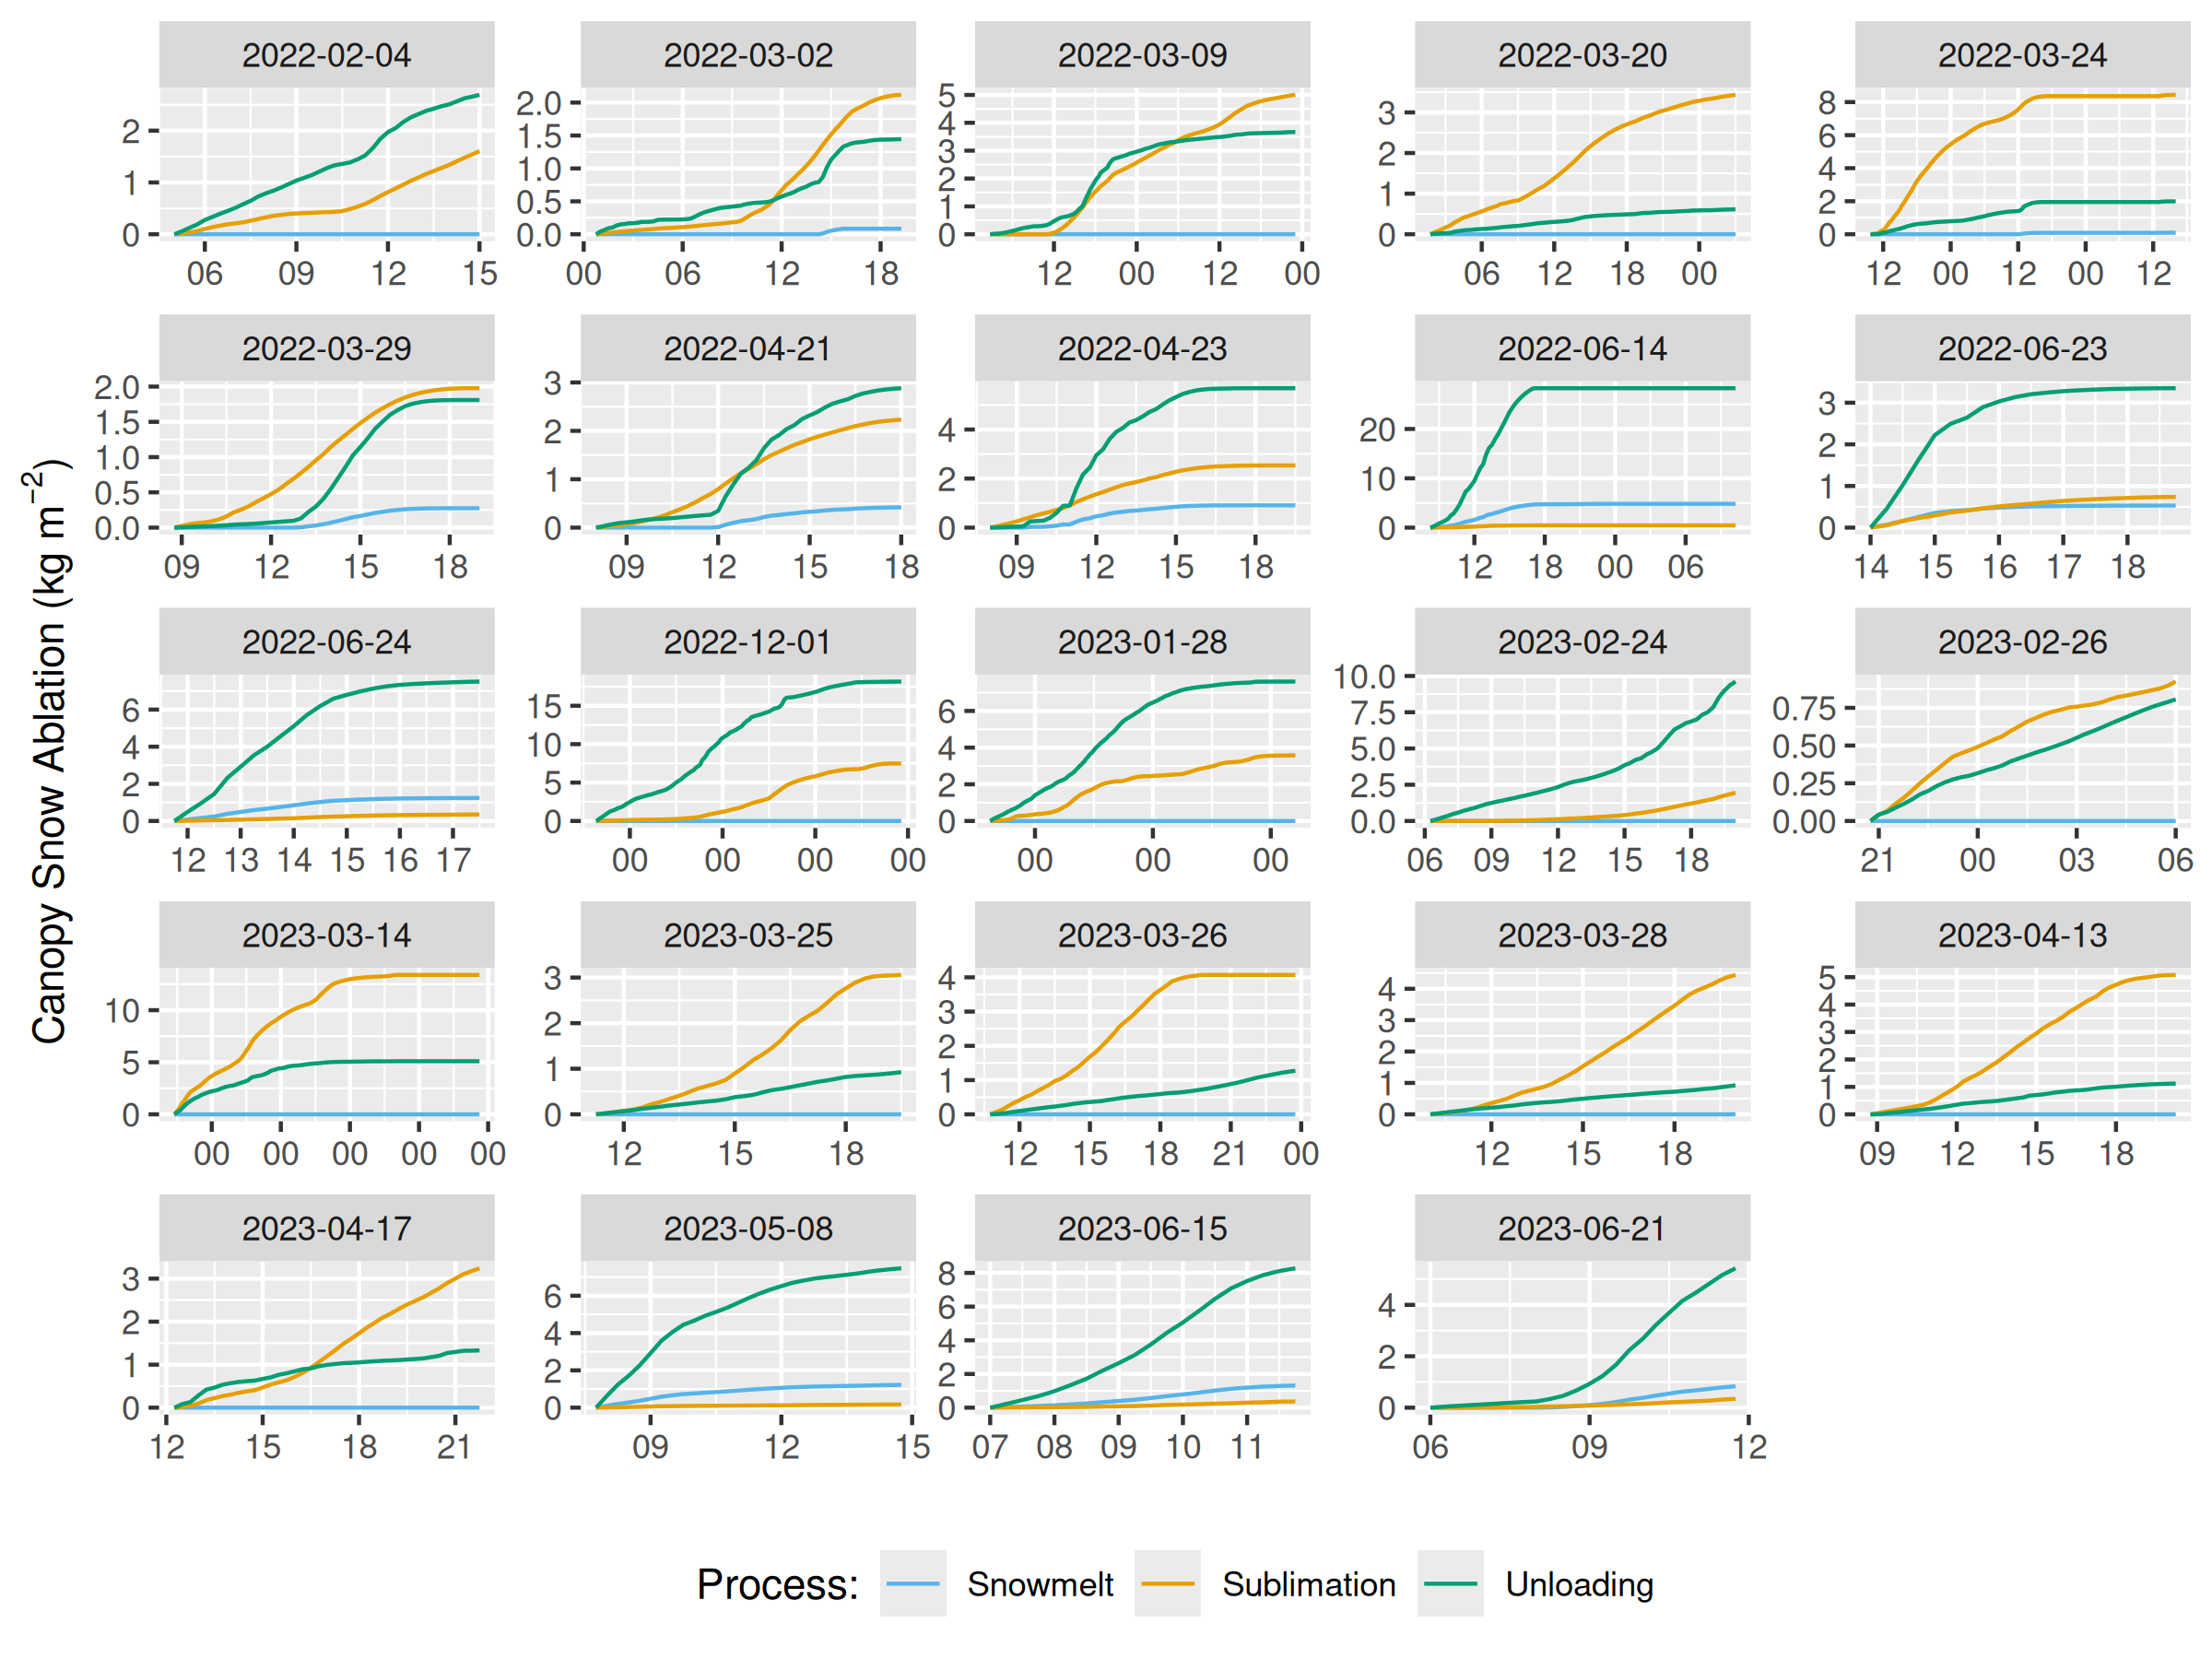 2022-02-04 2022-03-02 2022-03-09 2022-03-20 2022-03-24
2 1 0 2.0 1.5 1.0 0.5 0.0 5 4 3 2 1 0 3 2 1 0 8 6 4 2 0
06 09 12 15 00 06 12 18 12 00 12 00 06 12 18 00 12 00 12 00 12
2022-03-29 2022-04-21 2022-04-23 2022-06-14 2022-06-23
2.0 1.5 1.0 0.5 0.0 3 2 1 0 4 2 0 20 10 0 3 2 1 0
09 12 15 18 09 12 15 18 09 12 15 18 12 18 00 06 14 15 16 17 18
Canopy Snow Ablation (kg m⁻²)
2022-06-24 2022-12-01 2023-01-28 2023-02-24 2023-02-26
6 4 2 0 15 10 5 0 6 4 2 0 10.0 7.5 5.0 2.5 0.0 0.75 0.50 0.25 0.00
12 13 14 15 16 17 00 00 00 00 00 00 00 06 09 12 15 18 21 00 03 06
2023-03-14 2023-03-25 2023-03-26 2023-03-28 2023-04-13
10 5 0 3 2 1 0 4 3 2 1 0 4 3 2 1 0 5 4 3 2 1 0
00 00 00 00 00 12 15 18 12 15 18 21 00 12 15 18 09 12 15 18
2023-04-17 2023-05-08 2023-06-15 2023-06-21
3 2 1 0 6 4 2 0 8 6 4 2 0 4 2 0
12 15 18 21 09 12 15 07 08 09 10 11 06 09 12
Process: Snowmelt Sublimation Unloading